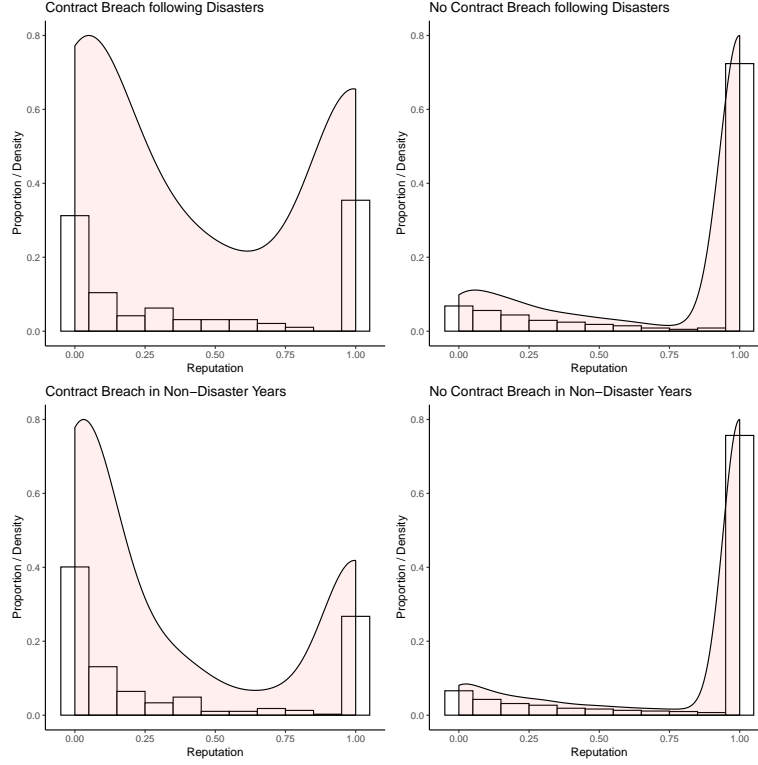 Contract Breach following Disasters
Proportion / Density
0.8
0.6
0.4
0.2
0.0
0.00 0.25 0.50 0.75 1.00
Reputation
No Contract Breach following Disasters
Proportion / Density
0.8
0.6
0.4
0.2
0.0
0.00 0.25 0.50 0.75 1.00
Reputation
Contract Breach in Non−Disaster Years
Proportion / Density
0.8
0.6
0.4
0.2
0.0
0.00 0.25 0.50 0.75 1.00
Reputation
No Contract Breach in Non−Disaster Years
Proportion / Density
0.8
0.6
0.4
0.2
0.0
0.00 0.25 0.50 0.75 1.00
Reputation